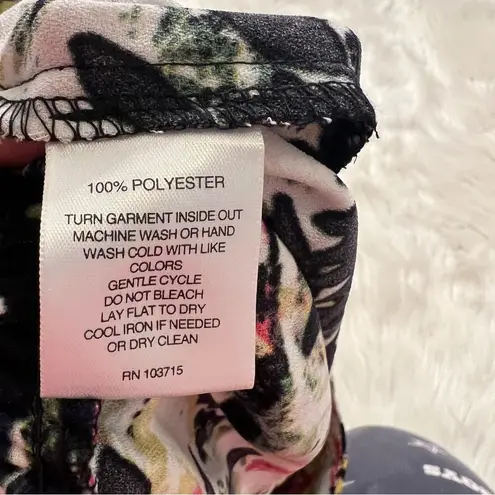 100% POLYESTER
TURN GARMENT INSIDE OUT
MACHINE WASH OR HAND
WASH COLD WITH LIKE
COLORS
GENTLE CYCLE
DO NOT BLEACH
LAY FLAT TO DRY
COOL IRON IF NEEDED
OR DRY CLEAN
RN 103715